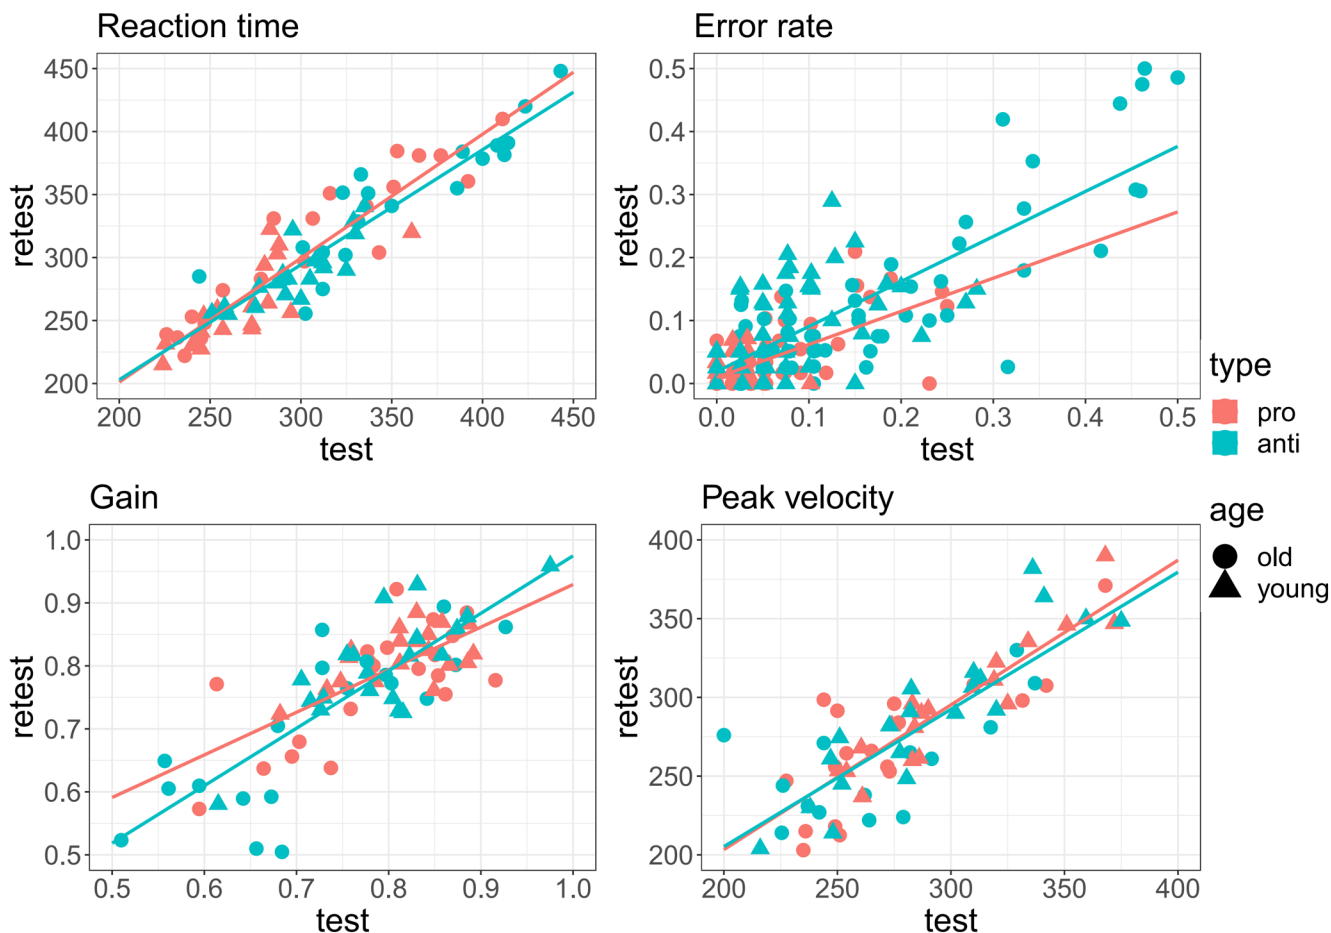 Reaction time
450
400
350
300
250
200
retest
200 250 300 350 400 450
test
Error rate
0.5
0.4
0.3
0.2
0.1
0.0
retest
0.0 0.1 0.2 0.3 0.4 0.5
test
Gain
1.0
0.9
0.8
0.7
0.6
0.5
retest
0.5 0.6 0.7 0.8 0.9 1.0
test
Peak velocity
400
350
300
250
200
retest
200 250 300 350 400
test
type
pro
anti
age
old
young